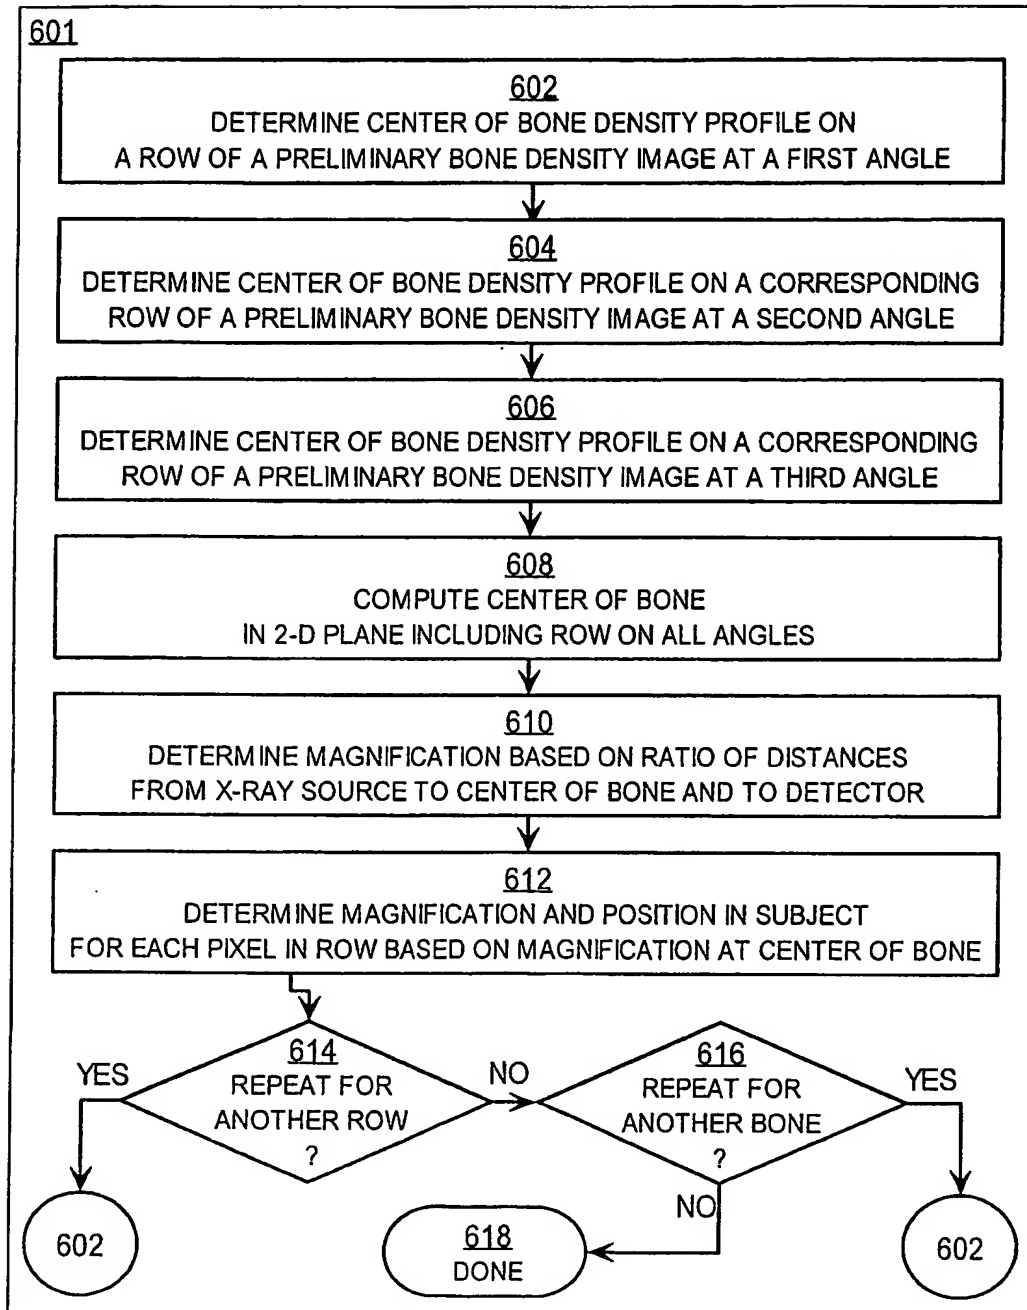 601
602
DETERMINE CENTER OF BONE DENSITY PROFILE ON
A ROW OF A PRELIMINARY BONE DENSITY IMAGE AT A FIRST ANGLE
604
DETERMINE CENTER OF BONE DENSITY PROFILE ON A CORRESPONDING
ROW OF A PRELIMINARY BONE DENSITY IMAGE AT A SECOND ANGLE
606
DETERMINE CENTER OF BONE DENSITY PROFILE ON A CORRESPONDING
ROW OF A PRELIMINARY BONE DENSITY IMAGE AT A THIRD ANGLE
608
COMPUTE CENTER OF BONE
IN 2-D PLANE INCLUDING ROW ON ALL ANGLES
610
DETERMINE MAGNIFICATION BASED ON RATIO OF DISTANCES
FROM X-RAY SOURCE TO CENTER OF BONE AND TO DETECTOR
612
DETERMINE MAGNIFICATION AND POSITION IN SUBJECT
FOR EACH PIXEL IN ROW BASED ON MAGNIFICATION AT CENTER OF BONE
YES
614
REPEAT FOR
ANOTHER ROW
?
NO
616
REPEAT FOR
ANOTHER BONE
?
YES
NO
602
618
DONE
602